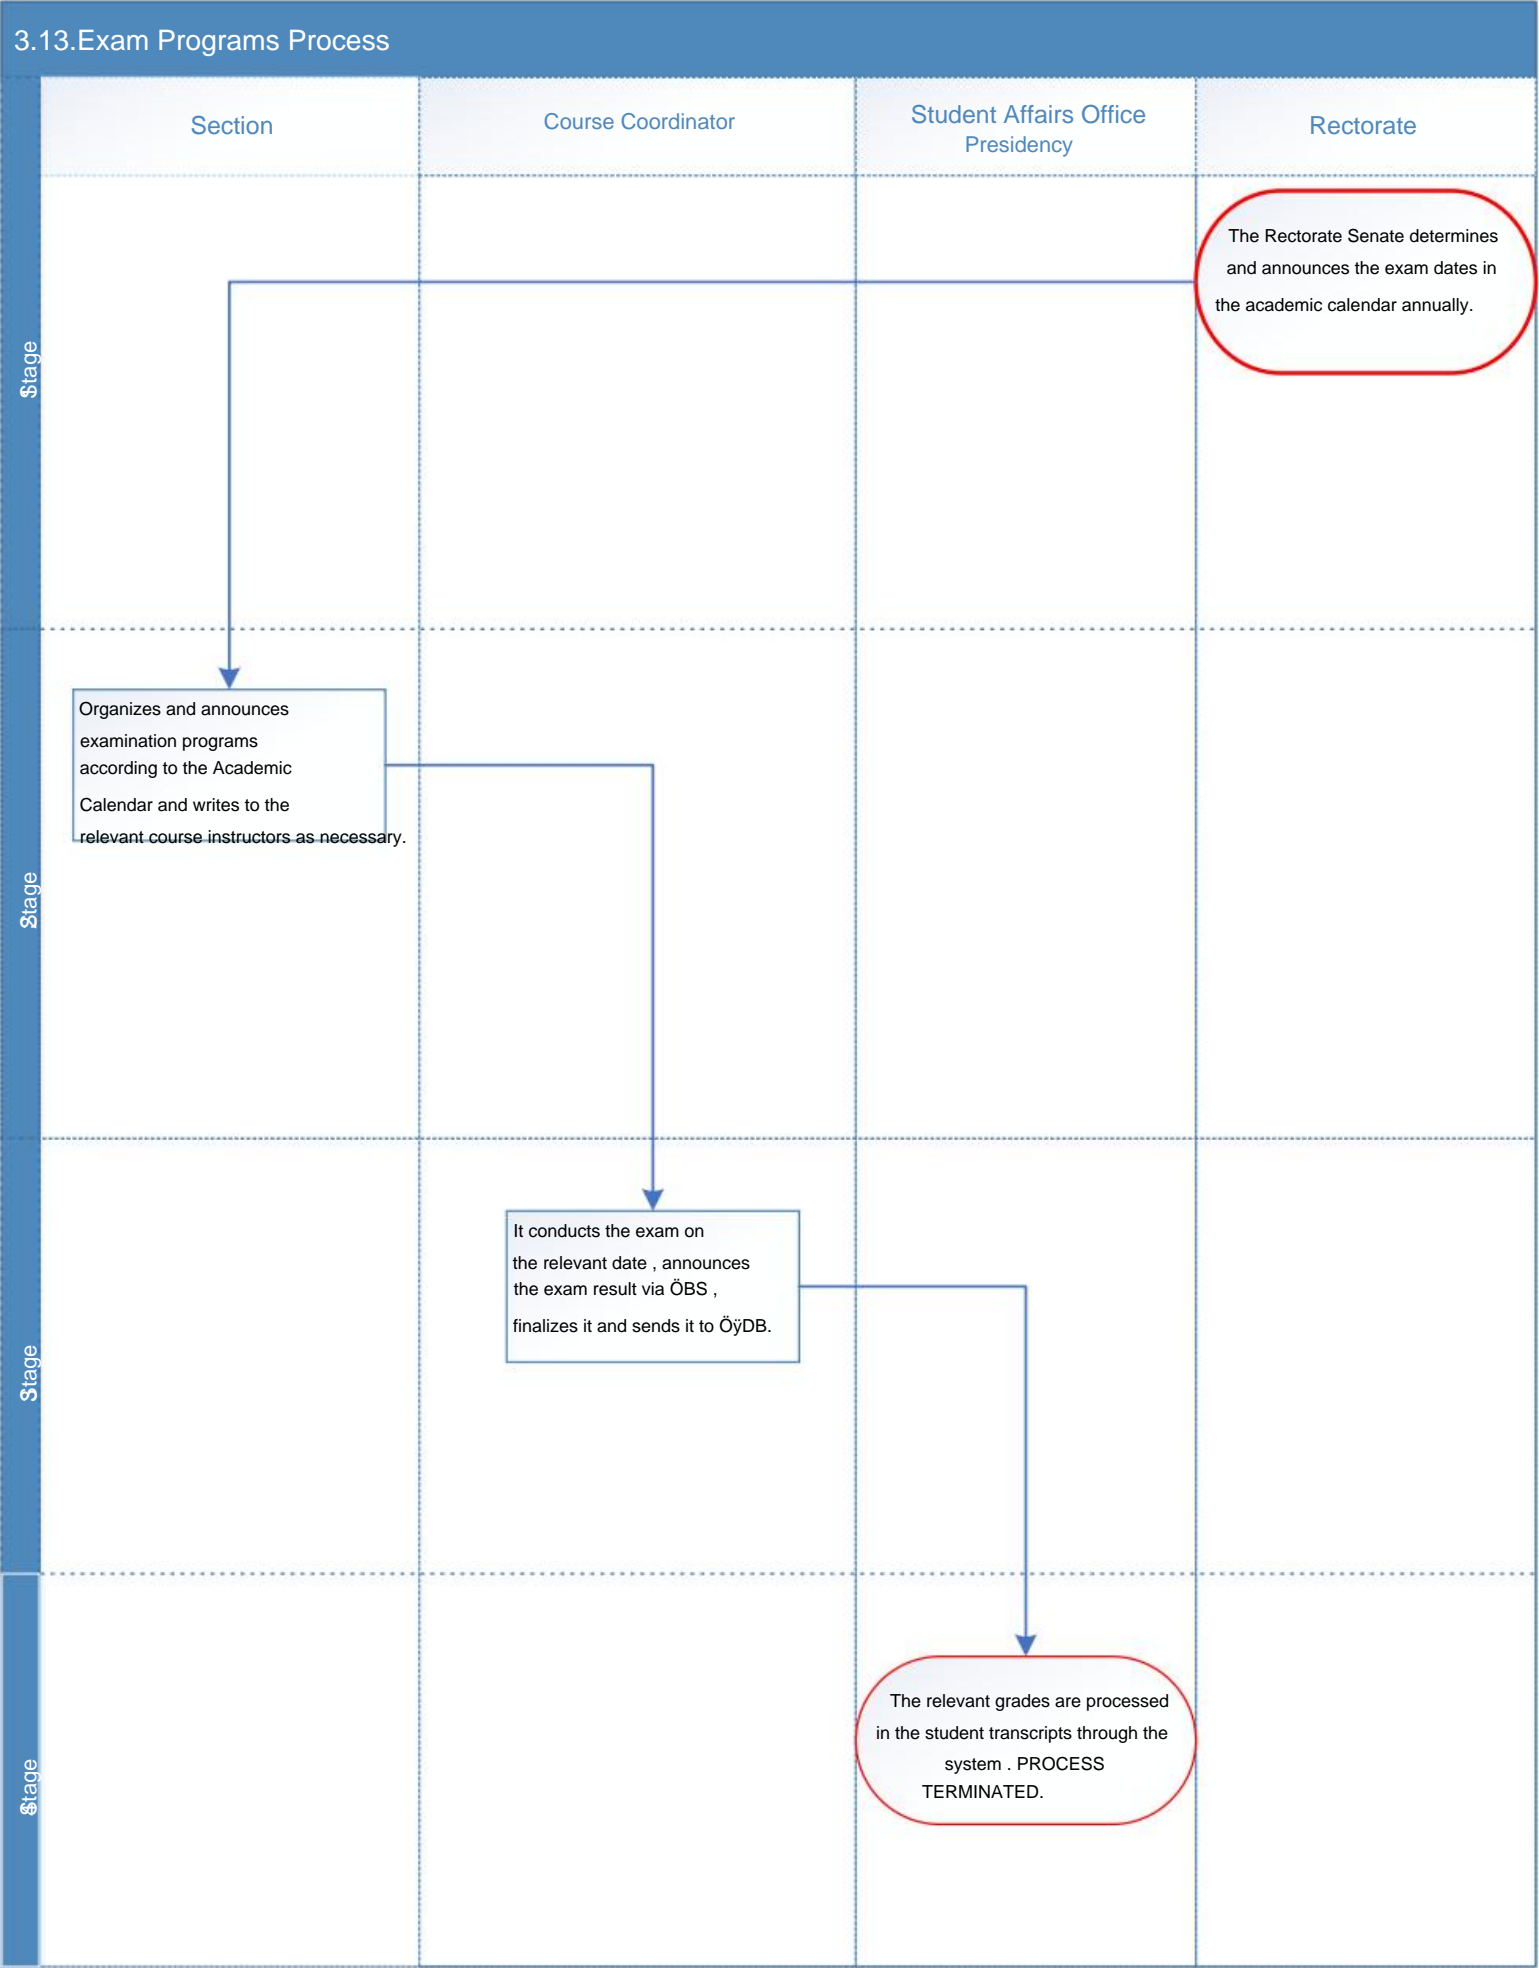 3.13.Exam Programs Process
Section
Course Coordinator
Student Affairs Office
Presidency
Rectorate
Stage
The Rectorate Senate determines
and announces the exam dates in
the academic calendar annually.
Stage
Organizes and announces
examination programs
according to the Academic
Calendar and writes to the
relevant course instructors as necessary.
Stage
It conducts the exam on
the relevant date , announces
the exam result via ÖBS ,
finalizes it and sends it to ÖÿDB.
Stage
The relevant grades are processed
in the student transcripts through the
system . PROCESS
TERMINATED.